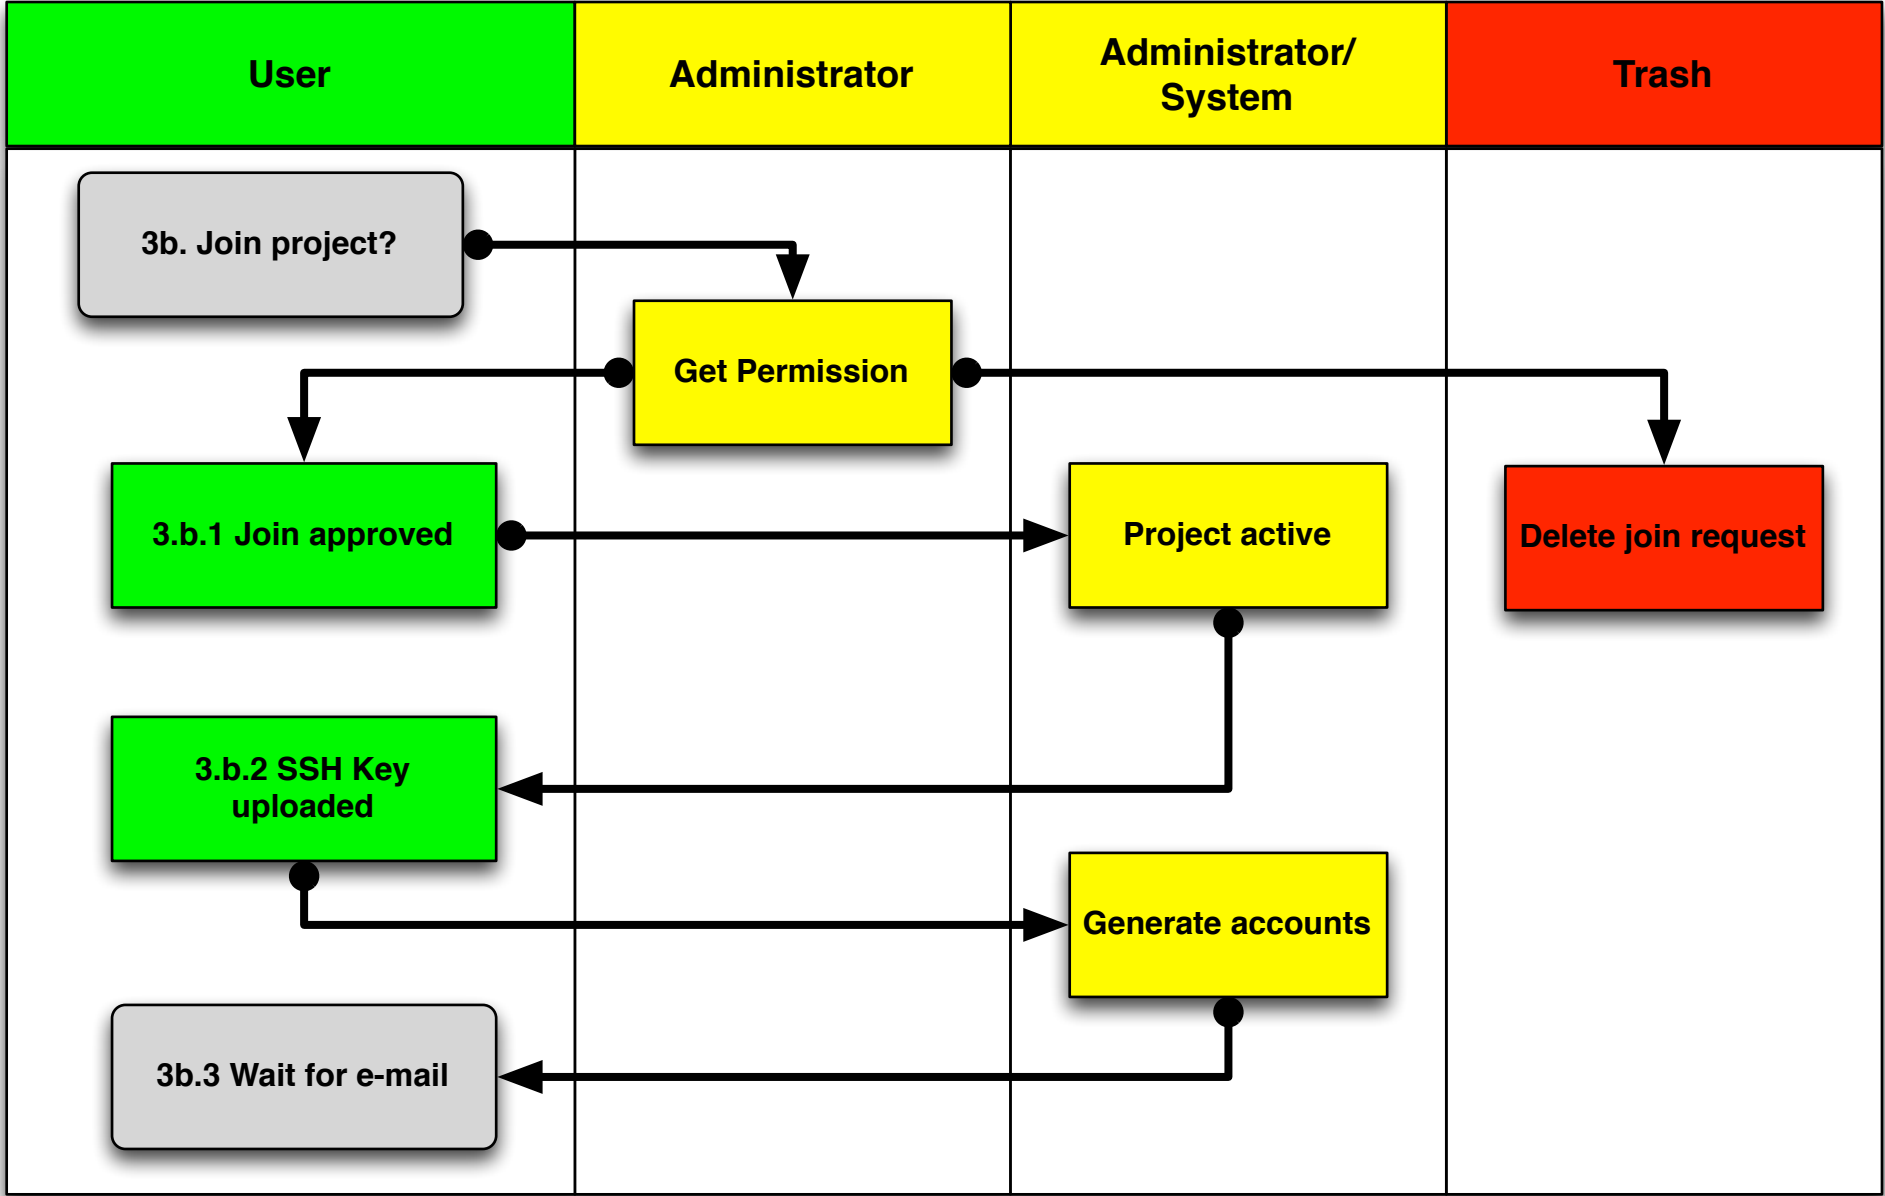 User
Administrator
Administrator/
System
Trash
3b. Join project?
Get Permission
3.b.1 Join approved
Project active
Delete join request
3.b.2 SSH Key
uploaded
Generate accounts
3b.3 Wait for e-mail